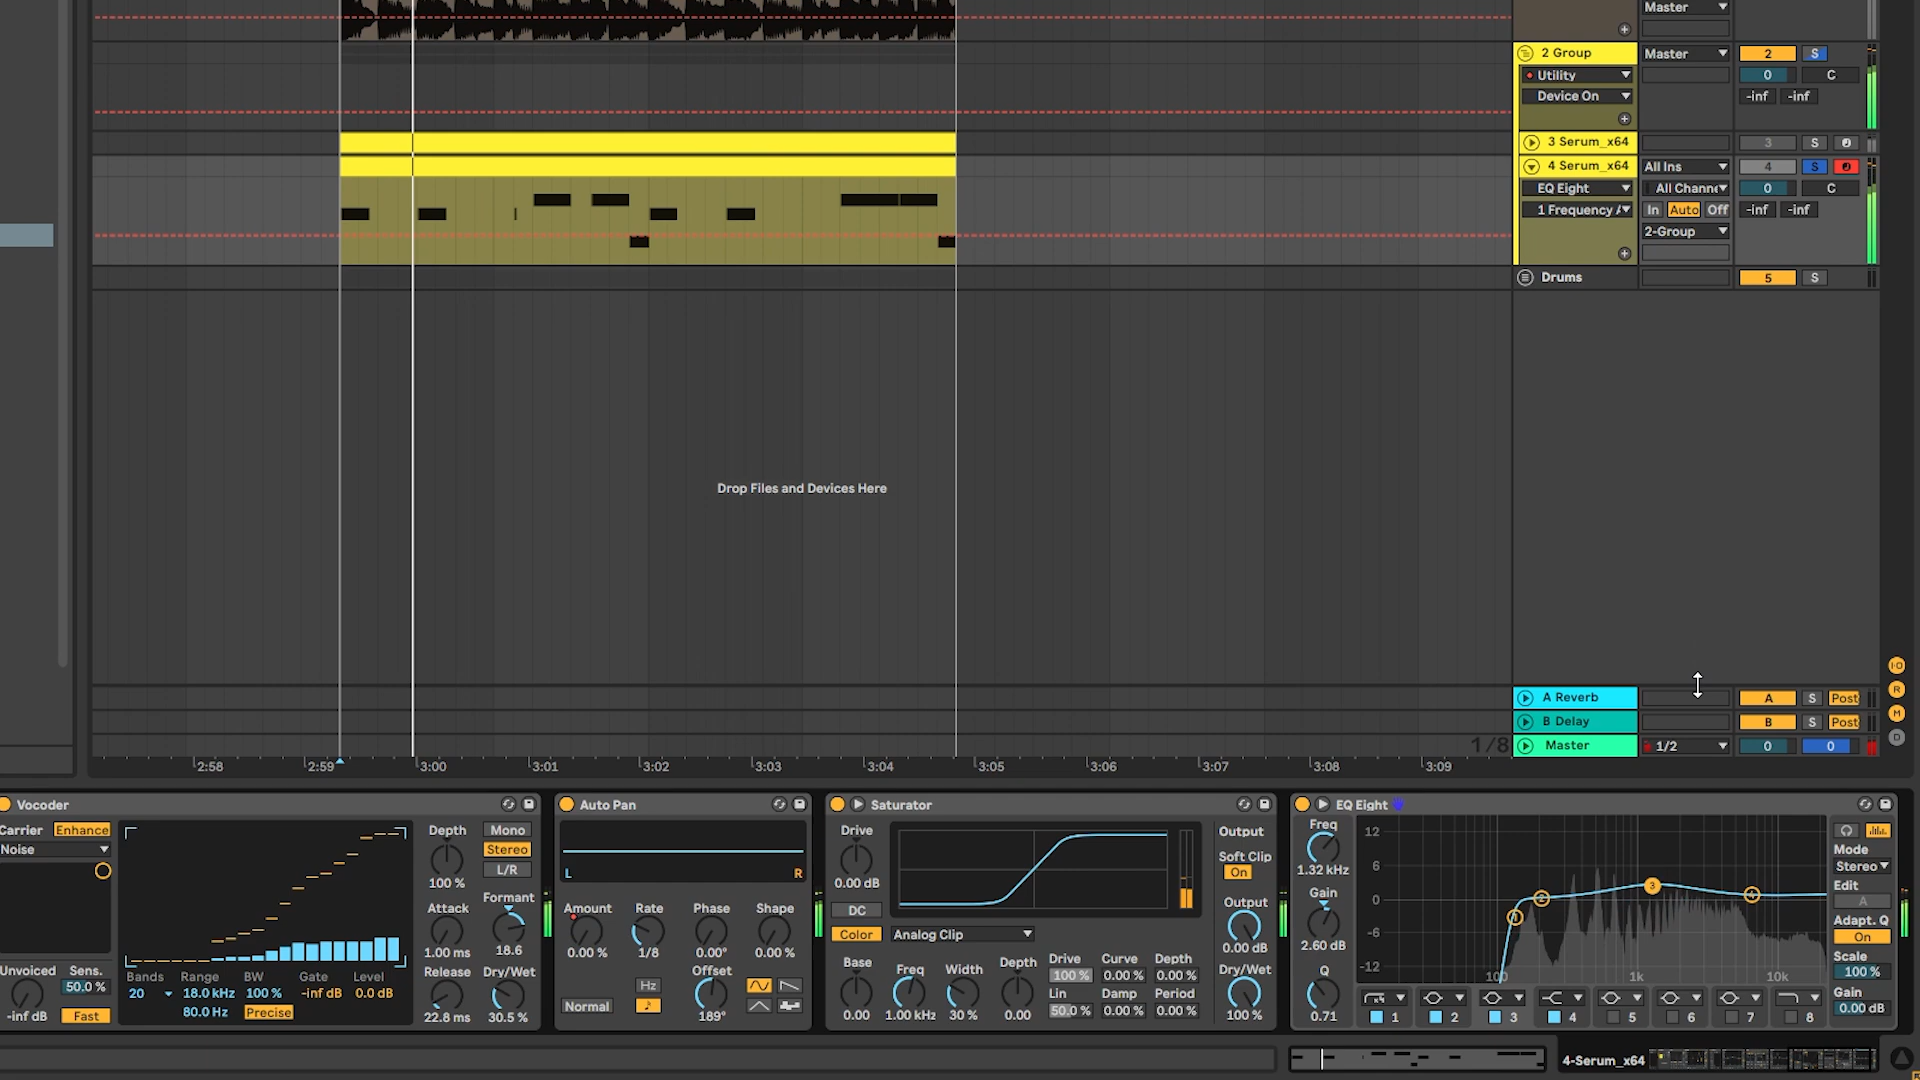 Master
2 Group Master 2 S
Utility 0 C
Device On -inf -inf
3 Serum_x64 3 S
4 Serum_x64 All Ins 4 S
EQ Eight All Channe 0 C
1 Frequency / In Auto Off -inf -inf
2-Group
Drums 5 S
Drop Files and Devices Here
A Reverb A S Post
B Delay B S Post
1/8 Master 1/2 0 0
2:58 2:59 3:00 3:01 3:02 3:03 3:04 3:05 3:06 3:07 3:08 3:09
Vocoder
Carrier Enhance
Noise
Unvoiced Sens.
50.0 %
-inf dB Fast
Bands Range BW Gate Level
20 18.0 kHz 100 % -inf dB 0.0 dB
80.0 Hz Precise
Depth Mono
Stereo
100 % L/R
Attack Formant
1.00 ms 18.6
Release Dry/Wet
22.8 ms 30.5 %
Auto Pan
L R
Amount Rate Phase Shape
0.00 % 1/8 0.00° 0.00 %
Offset
Normal Hz
189°
Saturator
Drive
0.00 dB
DC
Color Analog Clip
Base Freq Width Depth
0.00 1.00 kHz 30 % 0.00
Drive Curve Depth
100 % 0.00 % 0.00 %
Lin Damp Period
50.0 % 0.00 % 0.00 %
Output
Soft Clip
On
Output
0.00 dB
Dry/Wet
100 %
EQ Eight
Freq
1.32 kHz
Gain
2.60 dB
Q
0.71
12
6
0
-6
-12
100 1k 10k
1 2 3 4
1 2 3 4 5 6 7 8
Mode
Stereo
Edit
A
Adapt. Q
On
Scale
100 %
Gain
0.00 dB
I·O
R
M
D
4-Serum_x64